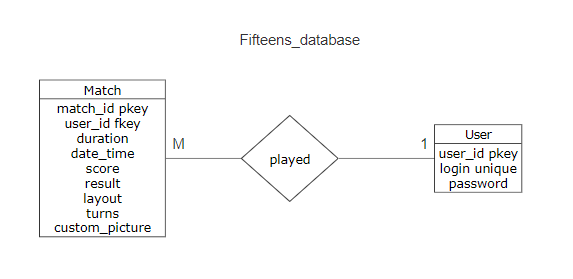 Fifteens_database
Match
match_id pkey
user_id fkey
duration
date_time
score
result
layout
turns
custom_picture
M
played
1
User
user_id pkey
login unique
password